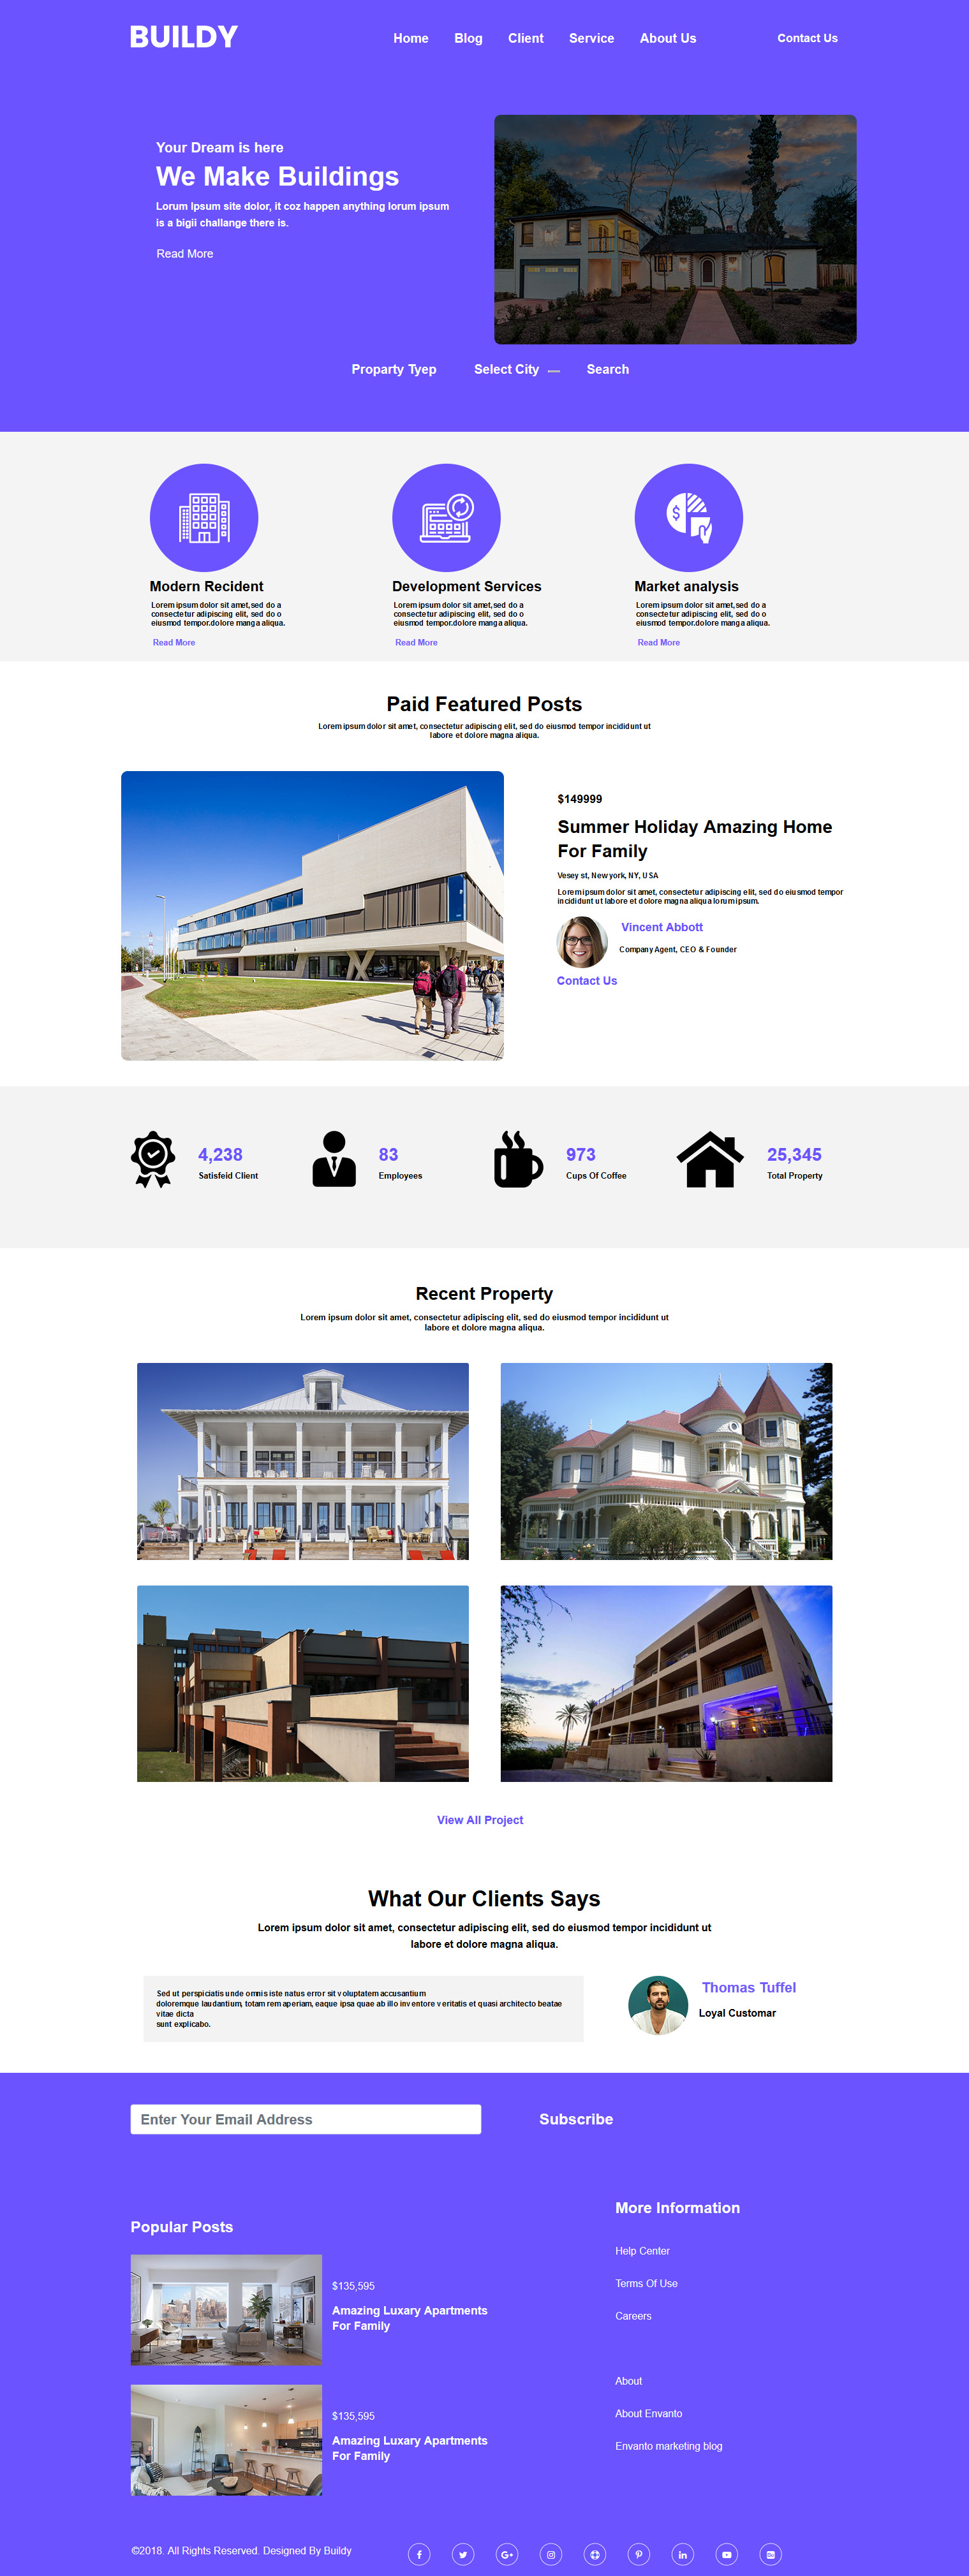 BUILDY
Home Blog Client Service About Us Contact Us
Your Dream is here
We Make Buildings
Lorum Ipsum site dolor, it coz happen anything lorum ipsum
is a bigii challange there is.
Read More
Proparty Tyep Select City Search
Modern Recident
Lorem ipsum dolor sit amet,sed do a
consectetur adipiscing elit, sed do o
eiusmod tempor.dolore manga aliqua.
Read More
Development Services
Lorem ipsum dolor sit amet,sed do a
consectetur adipiscing elit, sed do o
eiusmod tempor.dolore manga aliqua.
Read More
Market analysis
Lorem ipsum dolor sit amet,sed do a
consectetur adipiscing elit, sed do o
eiusmod tempor.dolore manga aliqua.
Read More
Paid Featured Posts
Lorem ipsum dolor sit amet, consectetur adipiscing elit, sed do eiusmod tempor incididunt ut
labore et dolore magna aliqua.
$149999
Summer Holiday Amazing Home
For Family
Vesey st, New york, NY, USA
Lorem ipsum dolor sit amet, consectetur adipiscing elit, sed do eiusmod tempor
incididunt ut labore et dolore magna aliqua lorum ipsum.
Vincent Abbott
Company Agent, CEO & Founder
Contact Us
4,238
Satisfeid Client
83
Employees
973
Cups Of Coffee
25,345
Total Property
Recent Property
Lorem ipsum dolor sit amet, consectetur adipiscing elit, sed do eiusmod tempor incididunt ut
labore et dolore magna aliqua.
View All Project
What Our Clients Says
Lorem ipsum dolor sit amet, consectetur adipiscing elit, sed do eiusmod tempor incididunt ut
labore et dolore magna aliqua.
Sed ut perspiciatis unde omnis iste natus error sit voluptatem accusantium
doloremque laudantium, totam rem aperiam, eaque ipsa quae ab illo inventore veritatis et quasi architecto beatae
vitae dicta
sunt explicabo.
Thomas Tuffel
Loyal Customar
Enter Your Email Address
Subscribe
Popular Posts
$135,595
Amazing Luxary Apartments
For Family
$135,595
Amazing Luxary Apartments
For Family
More Information
Help Center
Terms Of Use
Careers
About
About Envanto
Envanto marketing blog
©2018. All Rights Reserved. Designed By Buildy